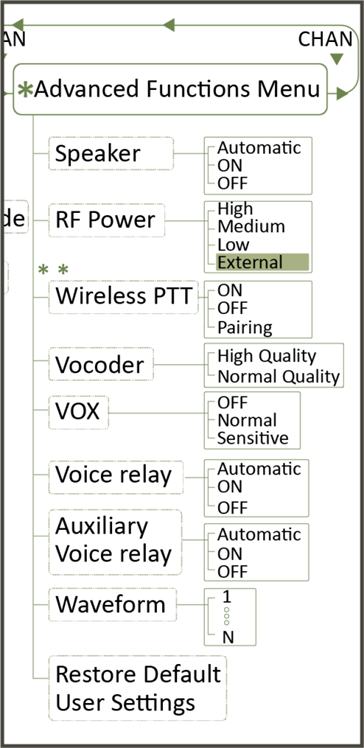 AN
CHAN
*Advanced Functions Menu
Speaker
Automatic
ON
OFF
de
RF Power
High
Medium
Low
External
**
Wireless PTT
ON
OFF
Pairing
Vocoder
High Quality
Normal Quality
VOX
OFF
Normal
Sensitive
Voice relay
Automatic
ON
OFF
Auxiliary
Voice relay
Automatic
ON
OFF
Waveform
1
N
Restore Default
User Settings